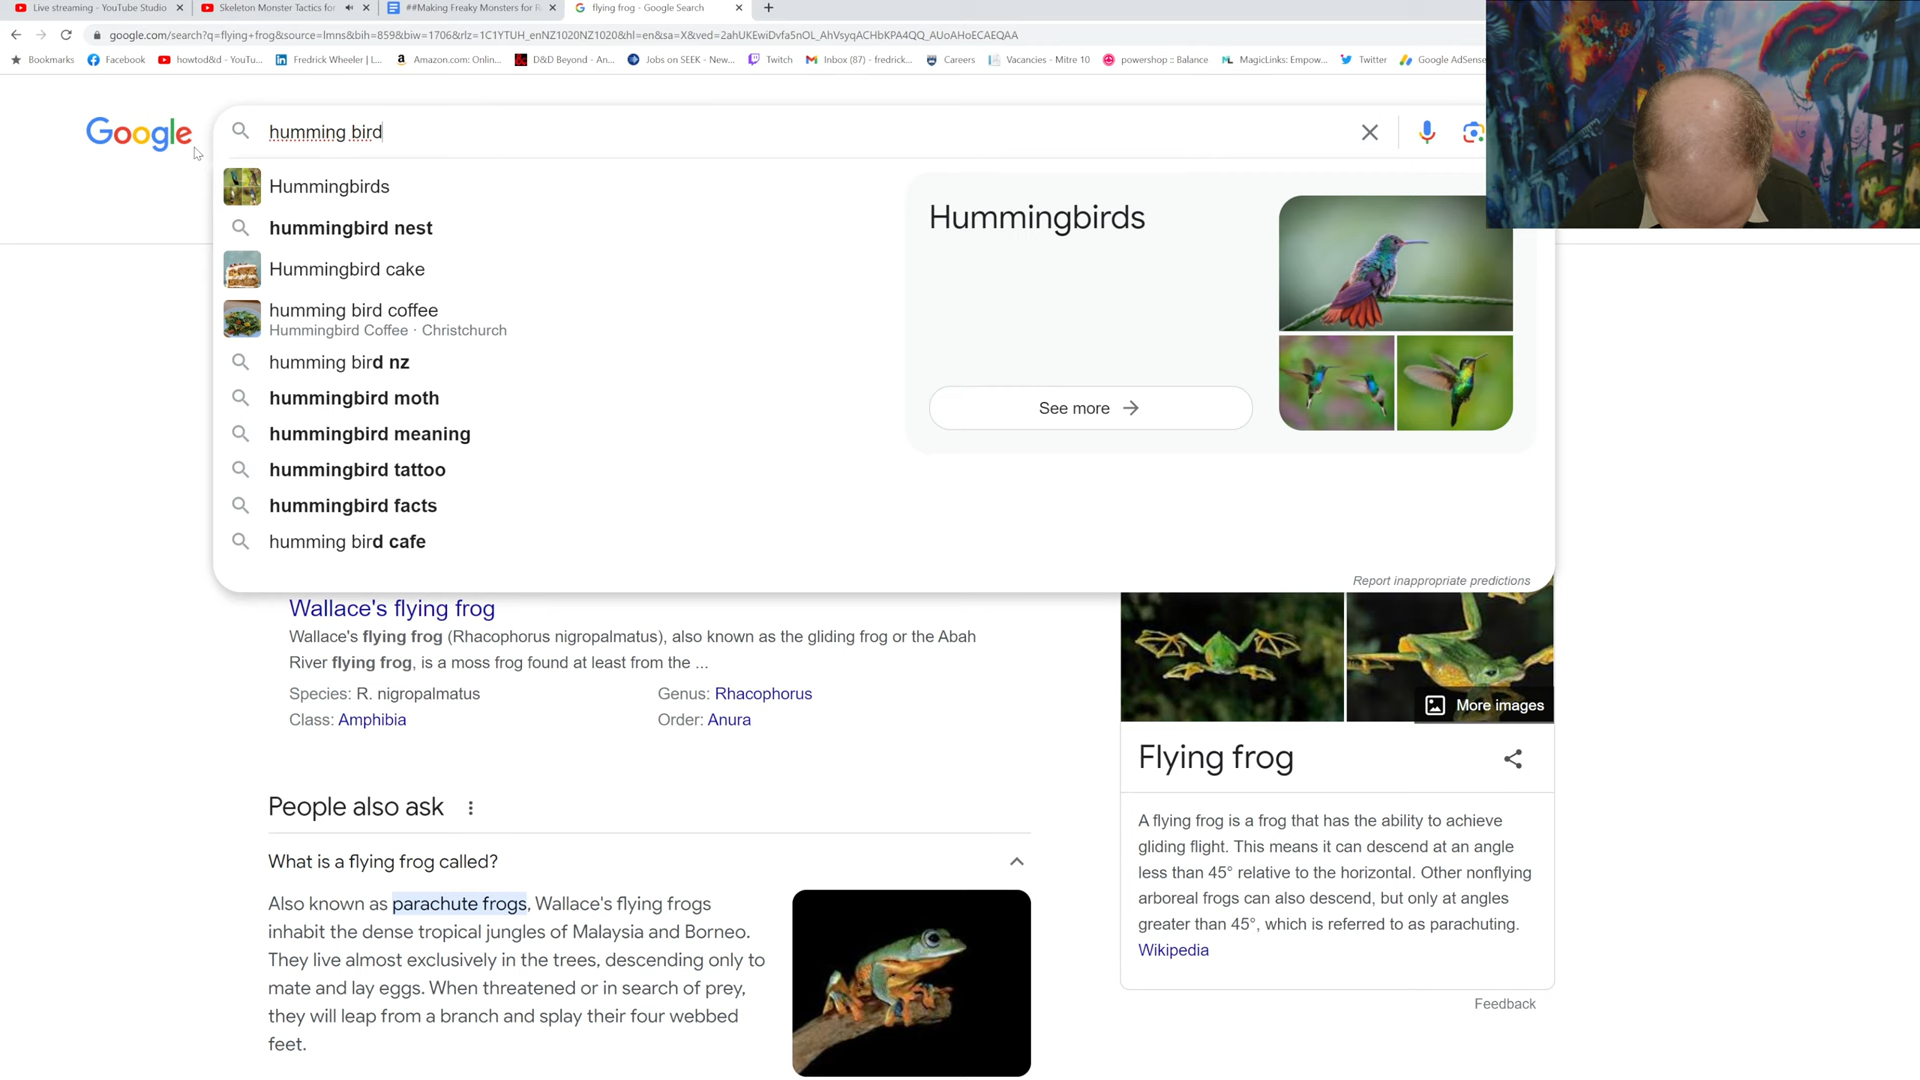 Live streaming - YouTube Studio
Skeleton Monster Tactics for
##Making Freaky Monsters for R
flying frog - Google Search
google.com/search?q=flying+frog&source=lmns&bih=859&biw=1706&rlz=1C1YTUH_enNZ1020NZ1020&hl=en&sa=X&ved=2ahUKEwiDvfa5nOL_AhVsyqACHbKPA4QQ_AUoAHoECAEQAA
Bookmarks Facebook howtod&d - YouTu... Fredrick Wheeler | L... Amazon.com: Onlin... D&D Beyond - An... Jobs on SEEK - New... Twitch Inbox (87) - fredrick... Careers Vacancies - Mitre 10 powershop :: Balance MagicLinks: Empow... Twitter Google AdSense
Google
humming bird
Hummingbirds
hummingbird nest
Hummingbird cake
humming bird coffee
Hummingbird Coffee · Christchurch
humming bird nz
hummingbird moth
hummingbird meaning
hummingbird tattoo
hummingbird facts
humming bird cafe
Hummingbirds
See more
Report inappropriate predictions
Wallace's flying frog
Wallace's flying frog (Rhacophorus nigropalmatus), also known as the gliding frog or the Abah
River flying frog, is a moss frog found at least from the ...
Species: R. nigropalmatus Genus: Rhacophorus
Class: Amphibia Order: Anura
People also ask
What is a flying frog called?
Also known as parachute frogs, Wallace's flying frogs
inhabit the dense tropical jungles of Malaysia and Borneo.
They live almost exclusively in the trees, descending only to
mate and lay eggs. When threatened or in search of prey,
they will leap from a branch and splay their four webbed
feet.
More images
Flying frog
A flying frog is a frog that has the ability to achieve
gliding flight. This means it can descend at an angle
less than 45° relative to the horizontal. Other nonflying
arboreal frogs can also descend, but only at angles
greater than 45°, which is referred to as parachuting.
Wikipedia
Feedback